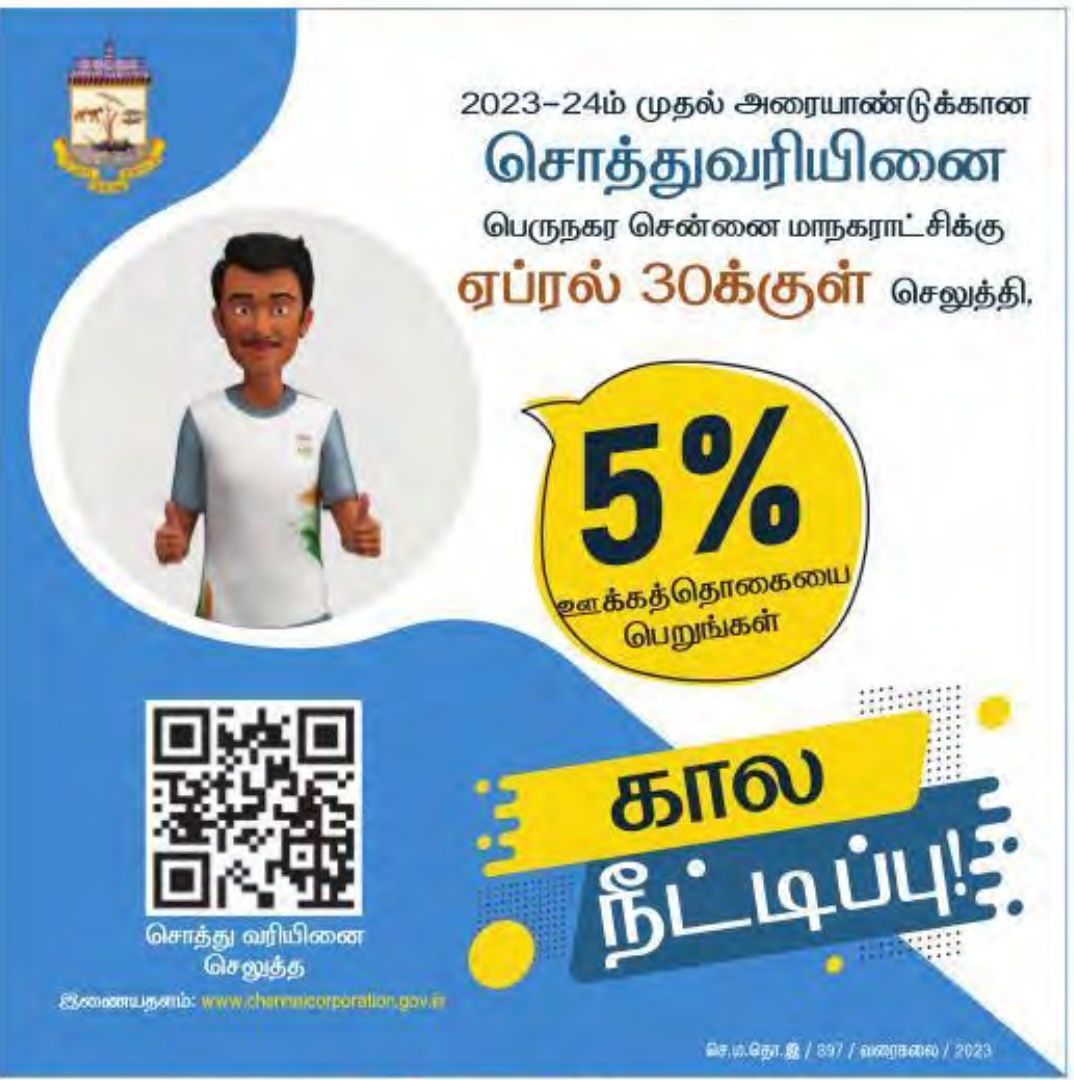 2023-24ம் முதல் அரையாண்டுக்கான
சொத்துவரியினை
பெருநகர சென்னை மாநகராட்சிக்கு
ஏப்ரல் 30க்குள் செலுத்தி,
5%
ஊக்கத்தொகையை
பெறுங்கள்
கால
நீட்டிப்பு!
சொத்து வரியினை
செலுத்த
இணையதளம்: www.chennaicorporation.gov.in
செ.ம.தொ.இ / 397 / வரைகலை / 2023